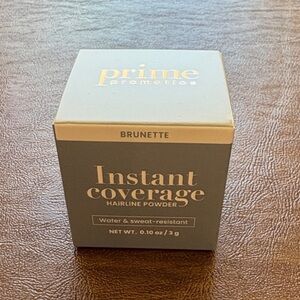 prime
prometics
BRUNETTE
Instant
coverage
HAIRLINE POWDER
Water & sweat-resistant
NET WT. 0.10 oz / 3 g